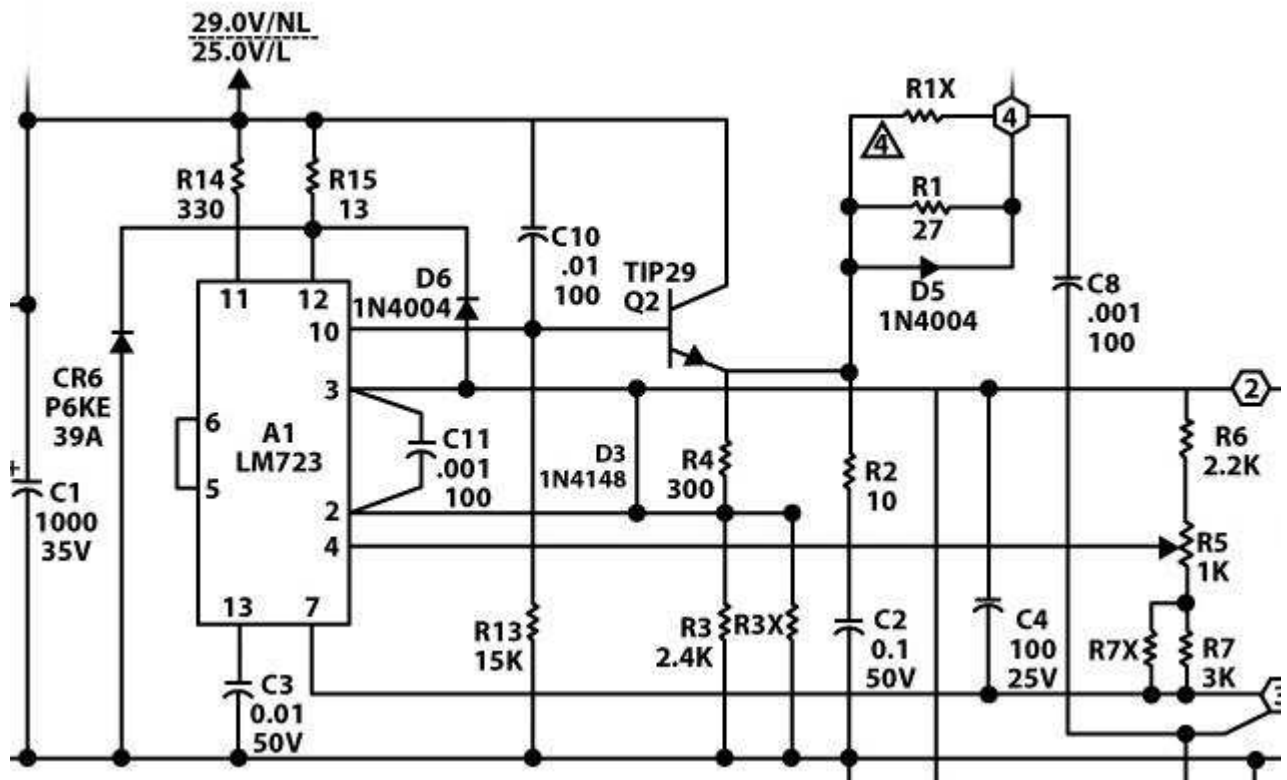 29.0V/NL
25.0V/L
R14
330
R15
13
C10
.01
100
TIP29
Q2
R1X
4
4
R1
27
D5
1N4004
C8
.001
100
D6
1N4004
11
12
10
3
6
5
2
4
13
7
A1
LM723
CR6
P6KE
39A
+
C1
1000
35V
C11
.001
100
D3
1N4148
R4
300
R2
10
2
R6
2.2K
R5
1K
R13
15K
R3
2.4K
R3X
C2
0.1
50V
C4
100
25V
R7X
R7
3K
3
C3
0.01
50V